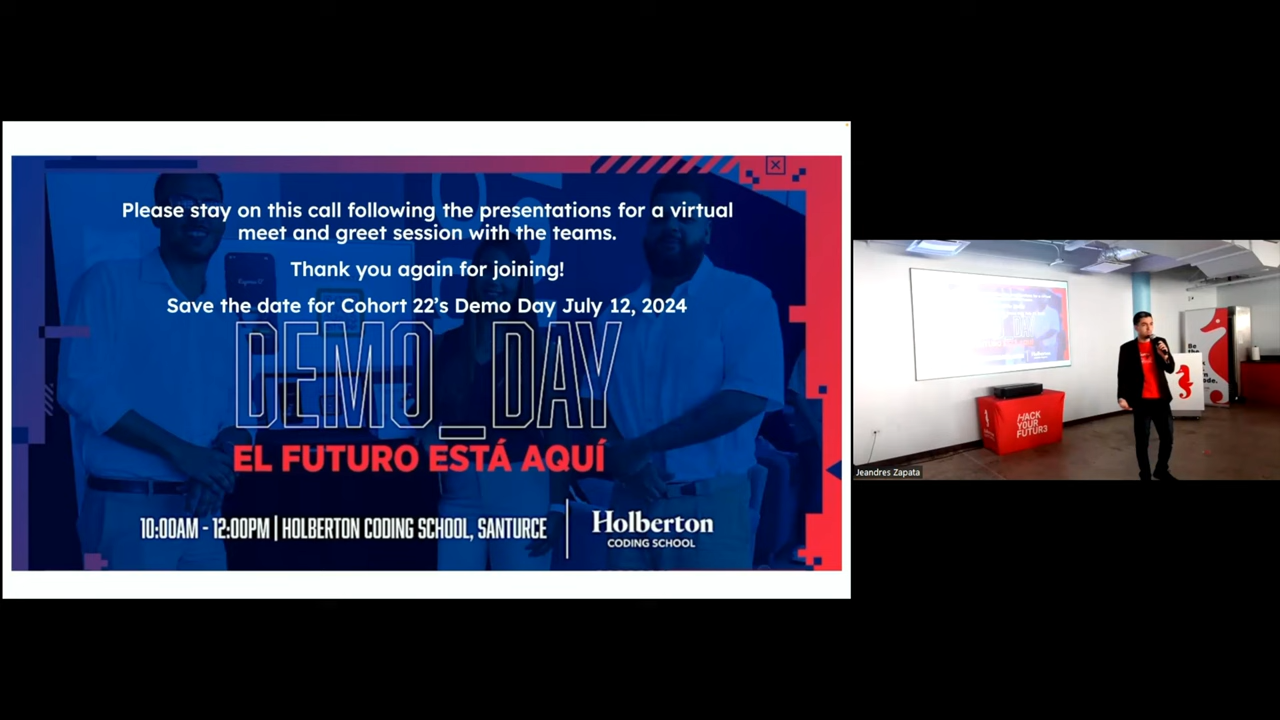 Please stay on this call following the presentations for a virtual
meet and greet session with the teams.
Thank you again for joining!
Save the date for Cohort 22’s Demo Day July 12, 2024
DEMO_DAY
EL FUTURO ESTÁ AQUÍ
10:00AM - 12:00PM | HOLBERTON CODING SCHOOL, SANTURCE
Holberton
CODING SCHOOL
Jeandres Zapata
HACK
YOUR
FUTUR3
Be
the